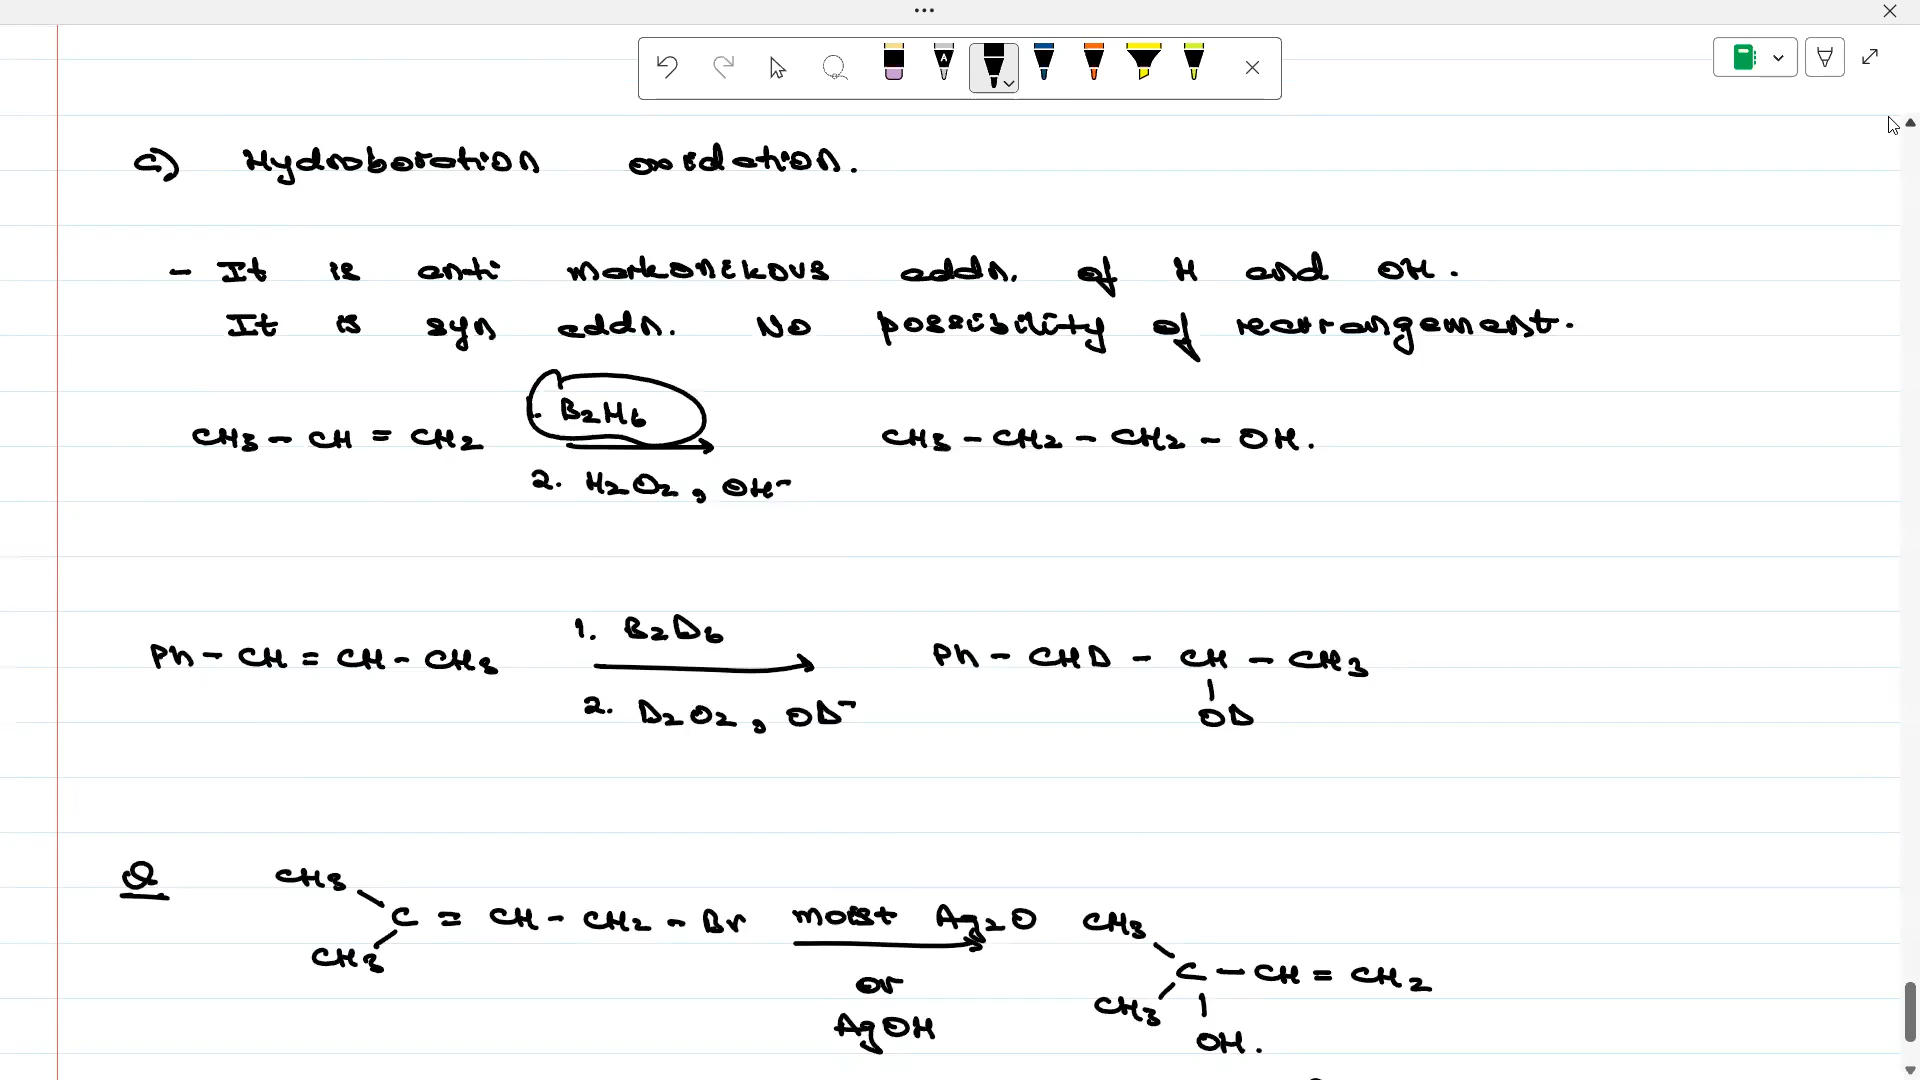 c) Hydroboration oxidation.
- It is anti markonikovs addn. of H and OH.
It is syn addn. No possibility of rearrangement.
1. B2H6
CH3 - CH = CH2 CH3 - CH2 - CH2 - OH.
2. H2O2, OH-
1. B2D6
Ph - CH = CH - CH3 Ph - CHD - CH - CH3
2. D2O2, OD- OD
Q CH3
C = CH - CH2 - Br moist Ag2O CH3
CH3 C - CH = CH2
or CH3
AgOH OH.